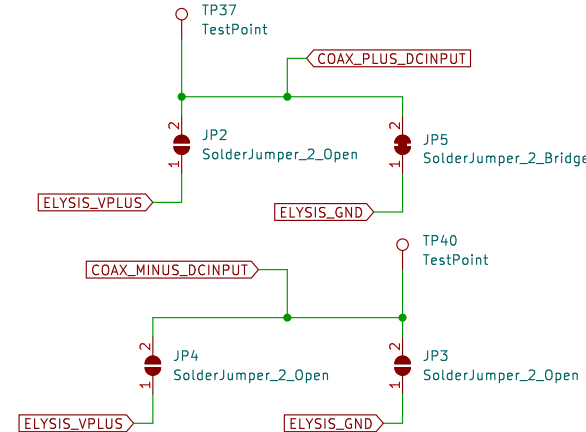 TP37
TestPoint
COAX_PLUS_DCINPUT
2
JP2
1
SolderJumper_2_Open
2
JP5
1
SolderJumper_2_Bridge
ELYSIS_VPLUS
ELYSIS_GND
TP40
TestPoint
COAX_MINUS_DCINPUT
2
JP4
1
SolderJumper_2_Open
2
JP3
1
SolderJumper_2_Open
ELYSIS_VPLUS
ELYSIS_GND